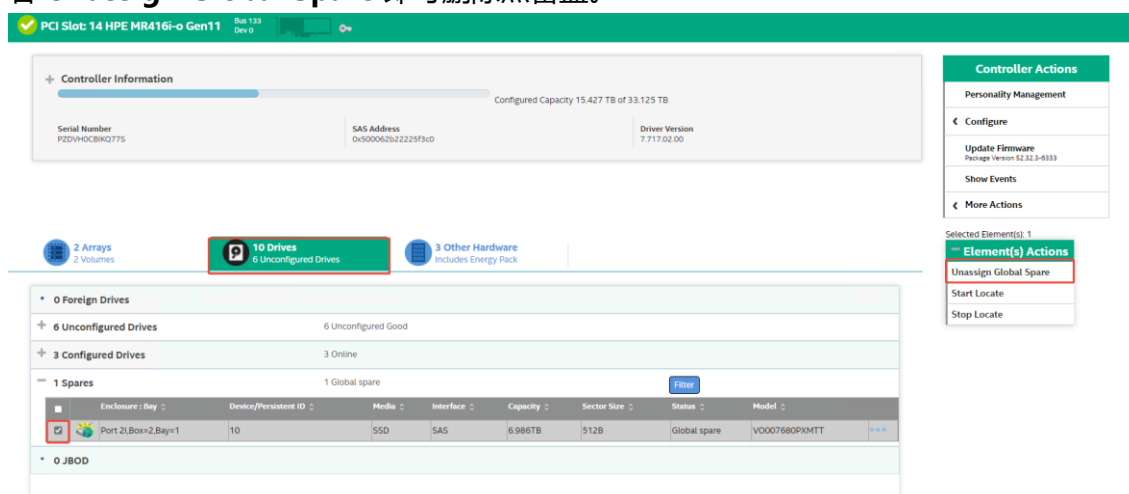 PCI Slot: 14 HPE MR416i-o Gen11
Bus 133
Dev 0
Controller Information
Configured Capacity 15.427 TB of 33.125 TB
Serial Number
PZDVH0CBIKQ775
SAS Address
0x500062b22225f3c0
Driver Version
7.717.02.00
Controller Actions
Personality Management
Configure
Update Firmware
Package Version 52.32.3-6333
Show Events
More Actions
2 Arrays
2 Volumes
10 Drives
6 Unconfigured Drives
3 Other Hardware
Includes Energy Pack
Selected Element(s): 1
Element(s) Actions
Unassign Global Spare
Start Locate
Stop Locate
0 Foreign Drives
6 Unconfigured Drives 6 Unconfigured Good
3 Configured Drives 3 Online
1 Spares 1 Global spare Filter
Enclosure : Bay Device/Persistent ID Media Interface Capacity Sector Size Status Model
Port 2I,Box=2,Bay=1 10 SSD SAS 6.986TB 512B Global spare VO007680PXMTT
0 JBOD